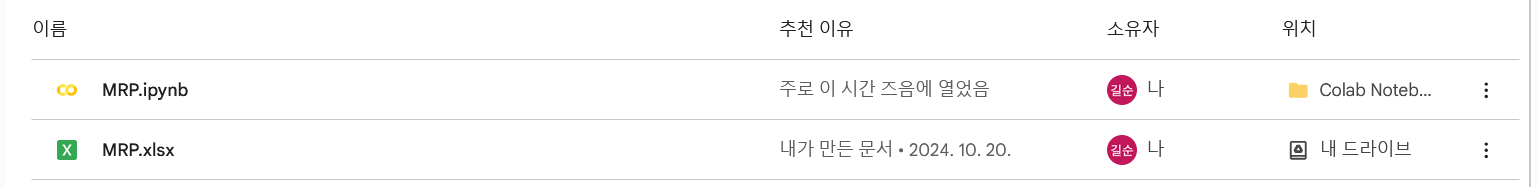 이름 추천 이유 소유자 위치
MRP.ipynb 주로 이 시간 즈음에 열었음 길순 나 Colab Noteb...
MRP.xlsx 내가 만든 문서 • 2024. 10. 20. 길순 나 내 드라이브